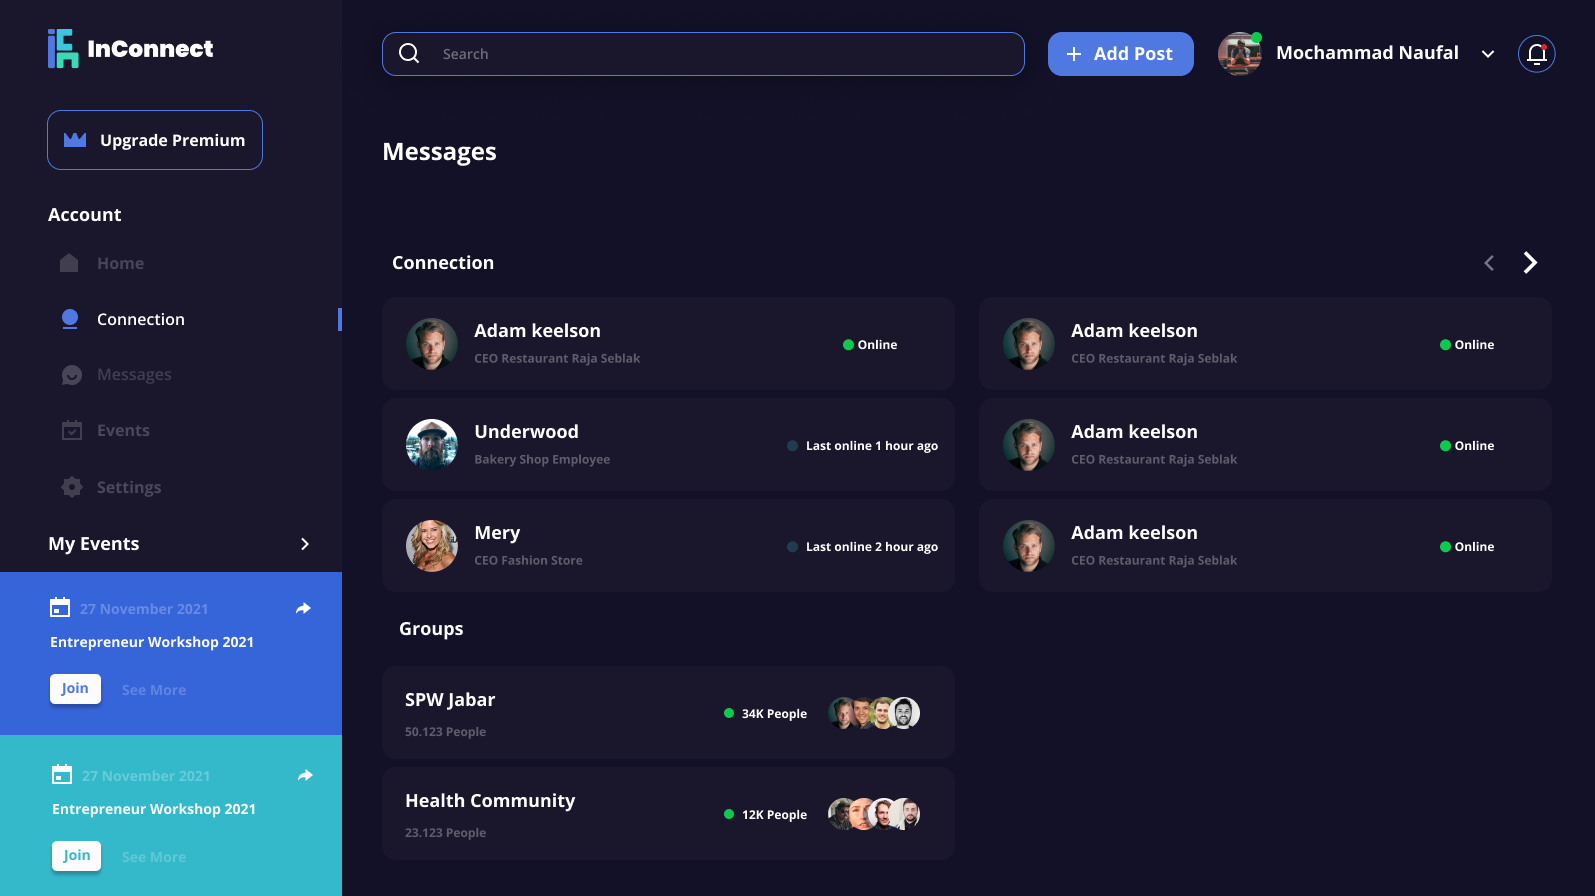 InConnect
Search
Add Post
Mochammad Naufal
Upgrade Premium
Account
Home
Connection
Messages
Events
Settings
My Events
27 November 2021
Entrepreneur Workshop 2021
Join
See More
27 November 2021
Entrepreneur Workshop 2021
Join
See More
Messages
Connection
Adam keelson
CEO Restaurant Raja Seblak
Online
Adam keelson
CEO Restaurant Raja Seblak
Online
Underwood
Bakery Shop Employee
Last online 1 hour ago
Adam keelson
CEO Restaurant Raja Seblak
Online
Mery
CEO Fashion Store
Last online 2 hour ago
Adam keelson
CEO Restaurant Raja Seblak
Online
Groups
SPW Jabar
50.123 People
34K People
Health Community
23.123 People
12K People